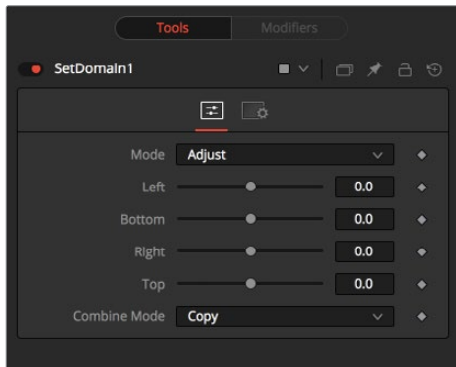 Tools Modifiers
SetDomain1
Mode Adjust
Left 0.0
Bottom 0.0
Right 0.0
Top 0.0
Combine Mode Copy